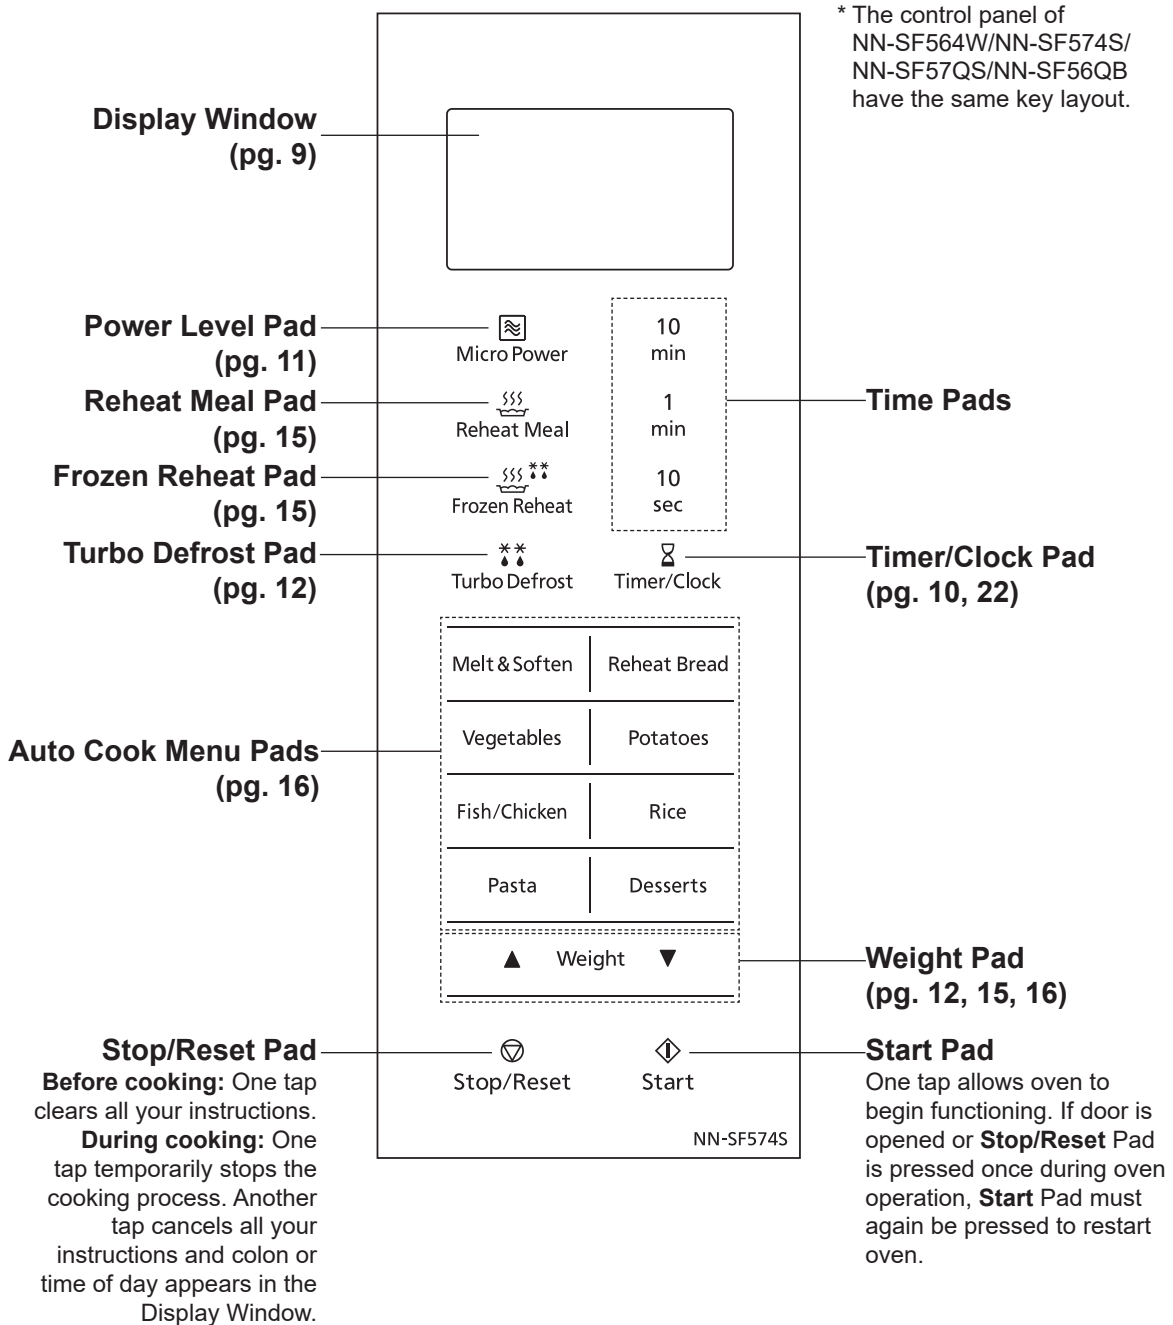 * The control panel of
NN-SF564W/NN-SF574S/
NN-SF57QS/NN-SF56QB
have the same key layout.
Display Window
(pg. 9)
Power Level Pad
(pg. 11)
Reheat Meal Pad
(pg. 15)
Frozen Reheat Pad
(pg. 15)
Turbo Defrost Pad
(pg. 12)
Auto Cook Menu Pads
(pg. 16)
Stop/Reset Pad
Before cooking: One tap
clears all your instructions.
During cooking: One
tap temporarily stops the
cooking process. Another
tap cancels all your
instructions and colon or
time of day appears in the
Display Window.
Micro Power
Reheat Meal
Frozen Reheat
Turbo Defrost
10
min
1
min
10
sec
Timer/Clock
Melt & Soften
Reheat Bread
Vegetables
Potatoes
Fish/Chicken
Rice
Pasta
Desserts
▲ Weight ▼
Stop/Reset
Start
NN-SF574S
Time Pads
Timer/Clock Pad
(pg. 10, 22)
Weight Pad
(pg. 12, 15, 16)
Start Pad
One tap allows oven to
begin functioning. If door is
opened or Stop/Reset Pad
is pressed once during oven
operation, Start Pad must
again be pressed to restart
oven.